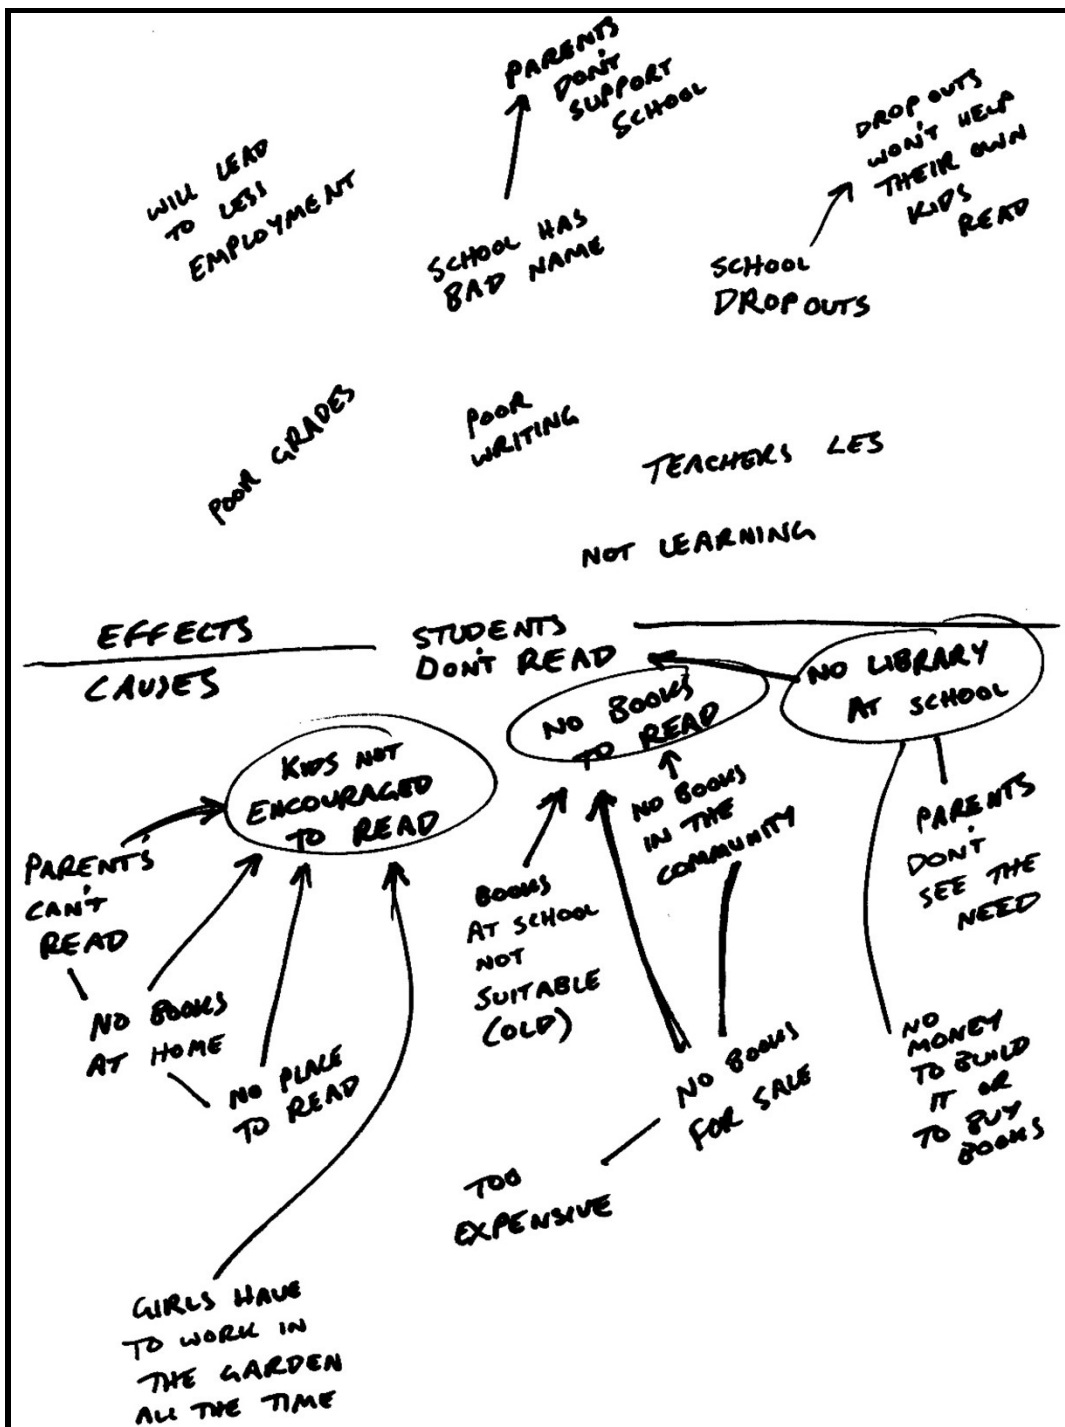 PARENTS
DON'T
SUPPORT
SCHOOL
DROPOUTS
WON'T HELP
THEIR OWN
KIDS
READ
WILL LEAD
TO LESS
EMPLOYMENT
SCHOOL HAS
BAD NAME
SCHOOL
DROPOUTS
POOR GRADES
POOR
WRITING
TEACHERS LES
NOT LEARNING
EFFECTS
CAUSES
STUDENTS
DON'T READ
NO LIBRARY
AT SCHOOL
NO BOOKS
TO READ
KIDS NOT
ENCOURAGED
TO READ
PARENT'S
CAN'T
READ
NO BOOKS
IN THE
COMMUNITY
PARENTS
DON'T
SEE THE
NEED
BOOKS
AT SCHOOL
NOT
SUITABLE
(OLD)
NO BOOKS
AT HOME
NO PLACE
TO READ
NO BOOKS
FOR SALE
NO
MONEY
TO BUILD
IT OR
TO BUY
BOOKS
TOO
EXPENSIVE
GIRLS HAVE
TO WORK IN
THE GARDEN
ALL THE TIME